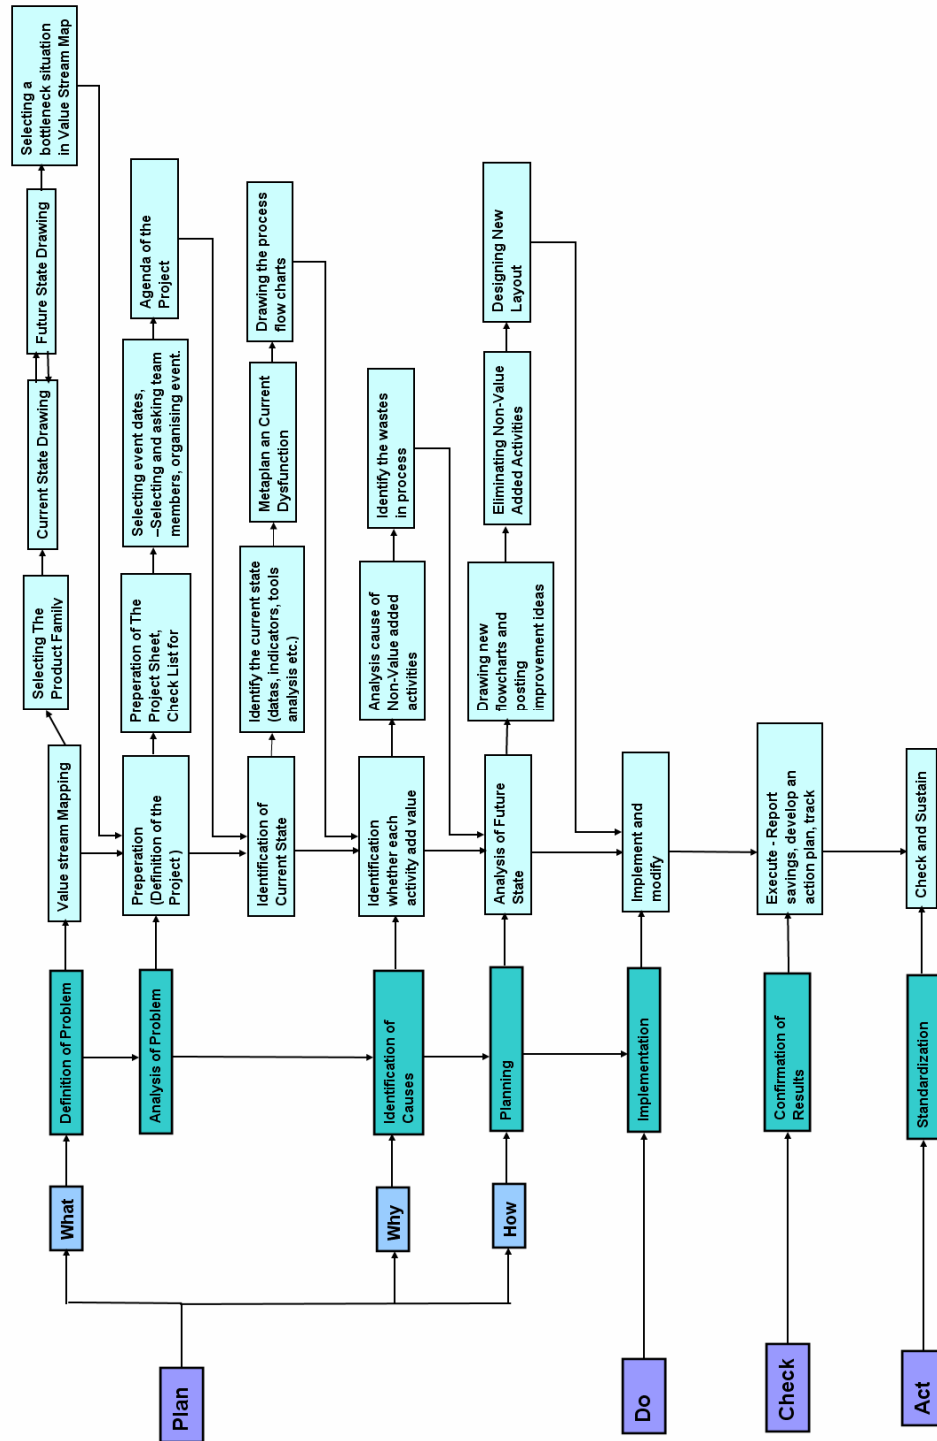 Plan
What
Definition of Problem
Value stream Mapping
Selecting The
Product Family
Current State Drawing
Future State Drawing
Selecting a
bottleneck situation
in Value Stream Map
Analysis of Problem
Preperation
(Definition of the
Project )
Preperation of The
Project Sheet,
Check List for
Selecting event dates,
–Selecting and asking team
members, organising event.
Agenda of the
Project
Identification of
Current State
Identify the current state
(datas, indicators, tools
analysis etc.)
Metaplan an Current
Dysfunction
Drawing the process
flow charts
Why
Identification of
Causes
Identification
whether each
activity add value
Analysis cause of
Non-Value added
activities
Identify the wastes
in process
How
Planning
Analysis of Future
State
Drawing new
flowcharts and
posting
improvement ideas
Eliminating Non-Value
Added Activities
Designing New
Layout
Do
Implementation
Implement and
modify
Check
Confirmation of
Results
Execute - Report
savings, develop an
action plan, track
Act
Standardization
Check and Sustain